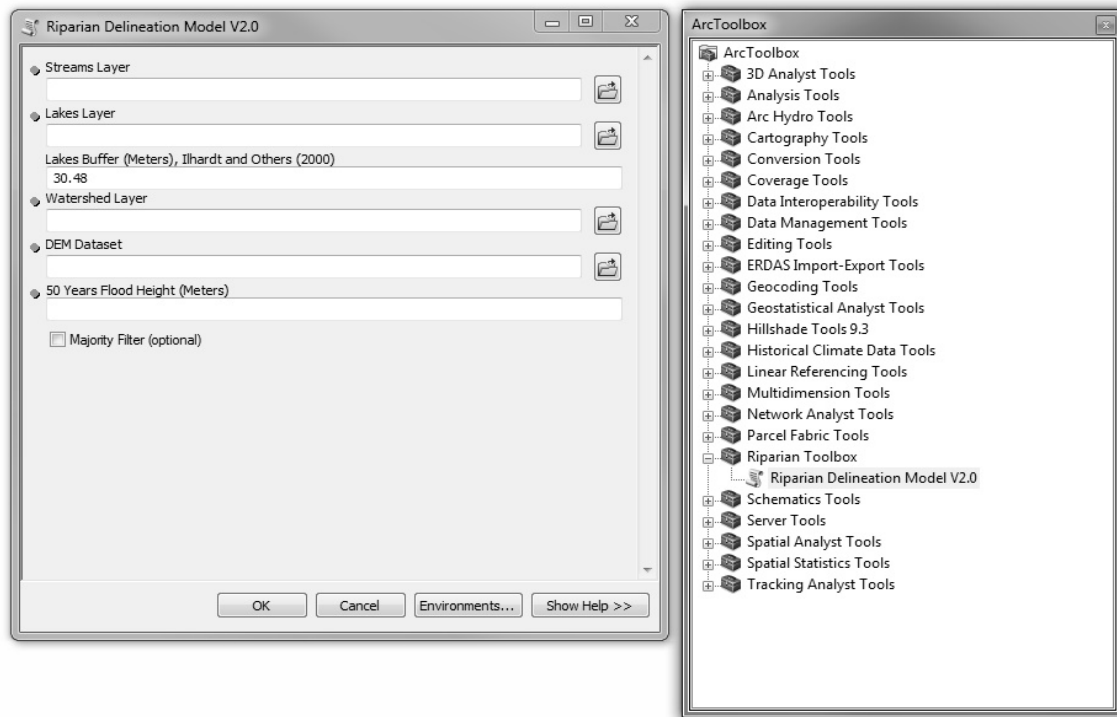 Riparian Delineation Model V2.0
Streams Layer
Lakes Layer
Lakes Buffer (Meters), Ilhardt and Others (2000)
30.48
Watershed Layer
DEM Dataset
50 Years Flood Height (Meters)
Majority Filter (optional)
OK
Cancel
Environments...
Show Help >>
ArcToolbox
ArcToolbox
3D Analyst Tools
Analysis Tools
Arc Hydro Tools
Cartography Tools
Conversion Tools
Coverage Tools
Data Interoperability Tools
Data Management Tools
Editing Tools
ERDAS Import-Export Tools
Geocoding Tools
Geostatistical Analyst Tools
Hillshade Tools 9.3
Historical Climate Data Tools
Linear Referencing Tools
Multidimension Tools
Network Analyst Tools
Parcel Fabric Tools
Riparian Toolbox
Riparian Delineation Model V2.0
Schematics Tools
Server Tools
Spatial Analyst Tools
Spatial Statistics Tools
Tracking Analyst Tools